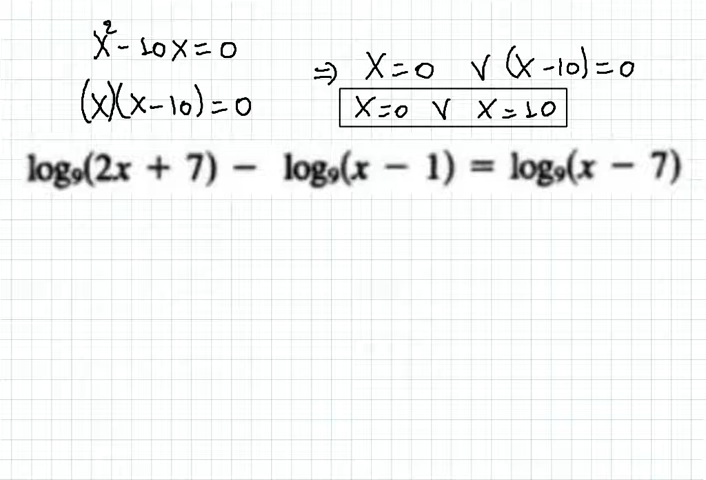 x² - 10x = 0
(x)(x - 10) = 0
⇒ x = 0 ∨ (x - 10) = 0
x = 0 ∨ x = 10
log₉(2x + 7) − log₉(x − 1) = log₉(x − 7)